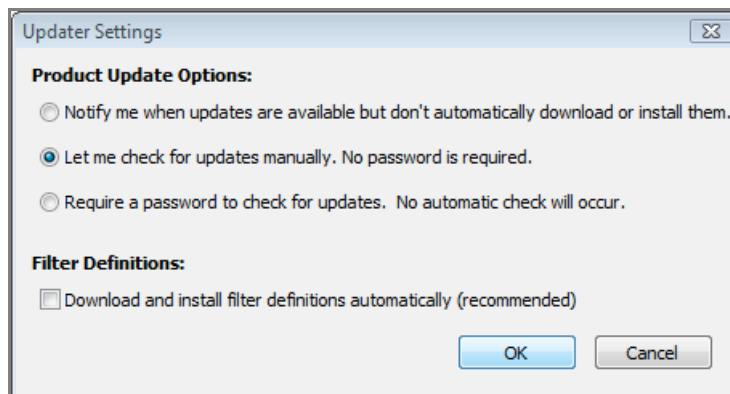 Updater Settings
Product Update Options:
Notify me when updates are available but don't automatically download or install them.
Let me check for updates manually. No password is required.
Require a password to check for updates.  No automatic check will occur.
Filter Definitions:
Download and install filter definitions automatically (recommended)
OK Cancel